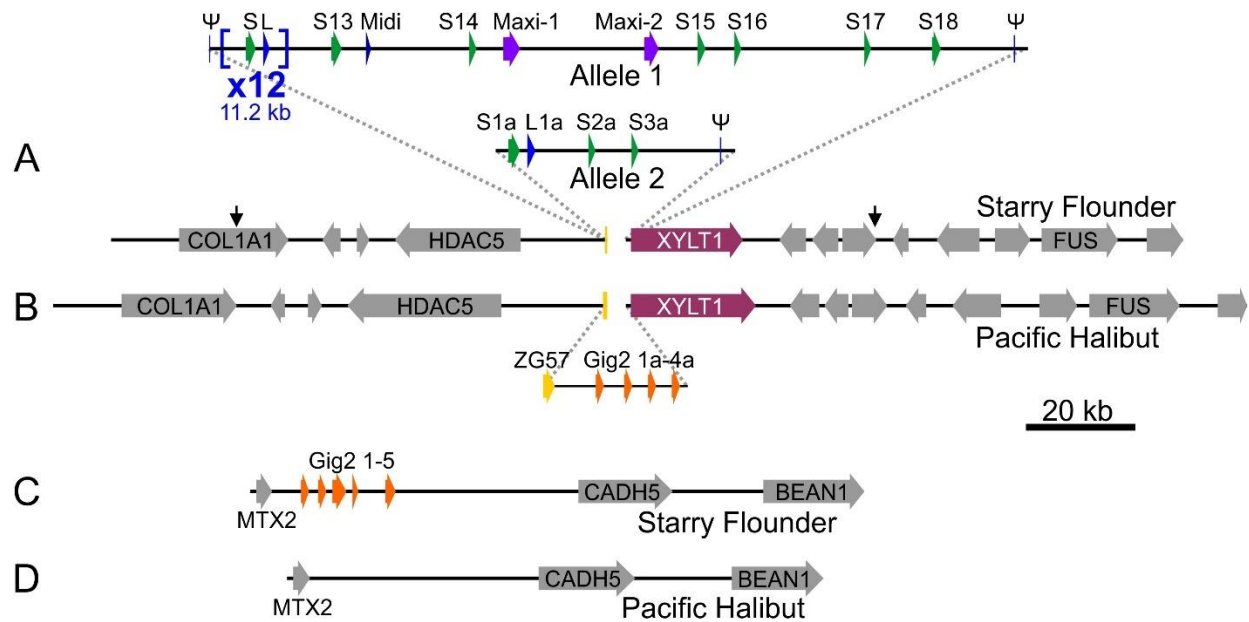 Ψ SL S13 Midi S14 Maxi-1 Maxi-2 S15 S16 S17 S18 Ψ
[ ]
x12
11.2 kb
Allele 1
S1a L1a S2a S3a Ψ
A
Allele 2
Starry Flounder
COL1A1 HDAC5 XYLT1 FUS
B
COL1A1 HDAC5 XYLT1 FUS
Pacific Halibut
ZG57 Gig2 1a-4a
20 kb
Gig2 1-5
C
CADH5 BEAN1
MTX2 Starry Flounder
D
CADH5 BEAN1
MTX2 Pacific Halibut